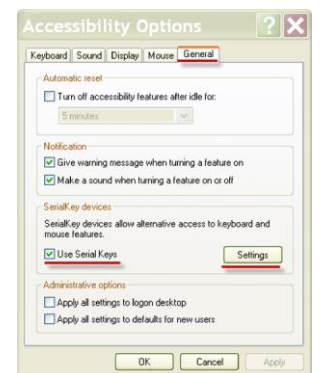 Accessibility Options
Keyboard Sound Display Mouse General
Automatic reset
Turn off accessibility features after idle for:
5 minutes
Notification
Give warning message when turning a feature on
Make a sound when turning a feature on or off
SerialKey devices
SerialKey devices allow alternative access to keyboard and
mouse features.
Use Serial Keys Settings
Administrative options
Apply all settings to logon desktop
Apply all settings to defaults for new users
OK Cancel Apply